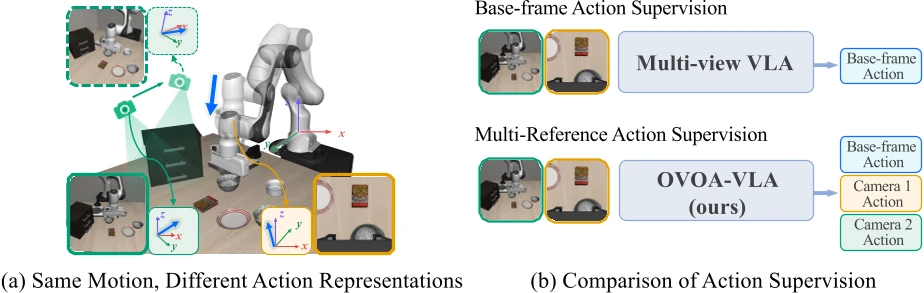 z
x
y
z
x
y
z
x
y
z
y
x
(a) Same Motion, Different Action Representations
Base-frame Action Supervision
Multi-view VLA
Base-frame
Action
Multi-Reference Action Supervision
OVOA-VLA
(ours)
Base-frame
Action
Camera 1
Action
Camera 2
Action
(b) Comparison of Action Supervision